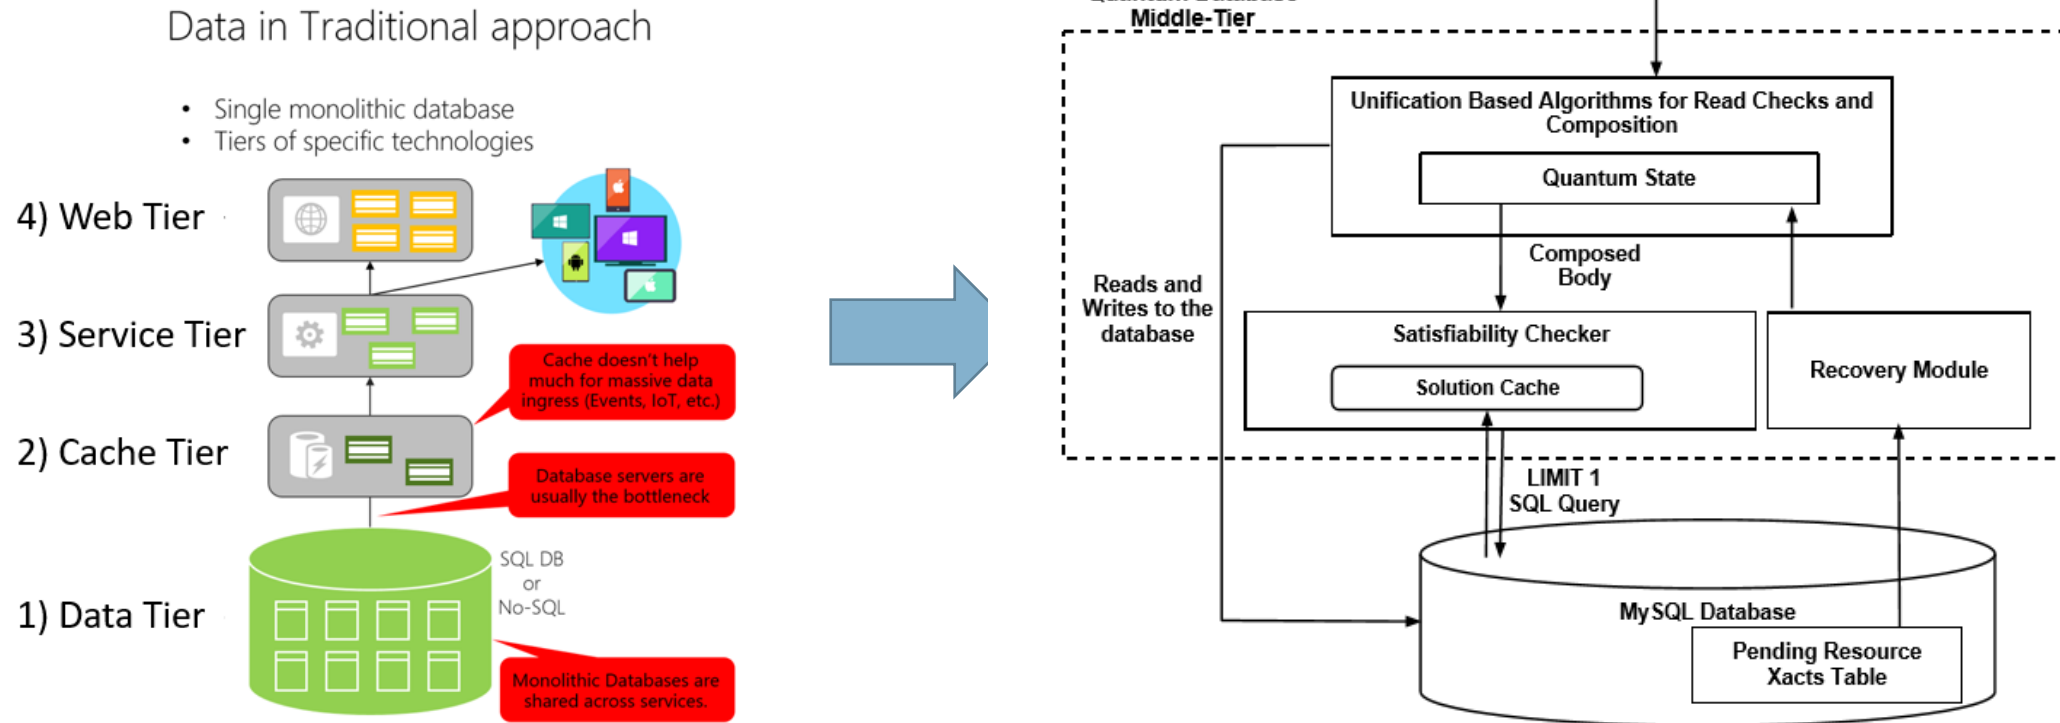 Data in Traditional approach
• Single monolithic database
• Tiers of specific technologies
4) Web Tier
3) Service Tier
Cache doesn't help
much for massive data
ingress (Events, IoT, etc.)
2) Cache Tier
Database servers are
usually the bottleneck
SQL DB
or
No-SQL
1) Data Tier
Monolithic Databases are
shared across services.
Middle-Tier
Unification Based Algorithms for Read Checks and
Composition
Quantum State
Composed
Body
Reads and
Writes to the
database
Satisfiability Checker
Solution Cache
Recovery Module
LIMIT 1
SQL Query
MySQL Database
Pending Resource
Xacts Table